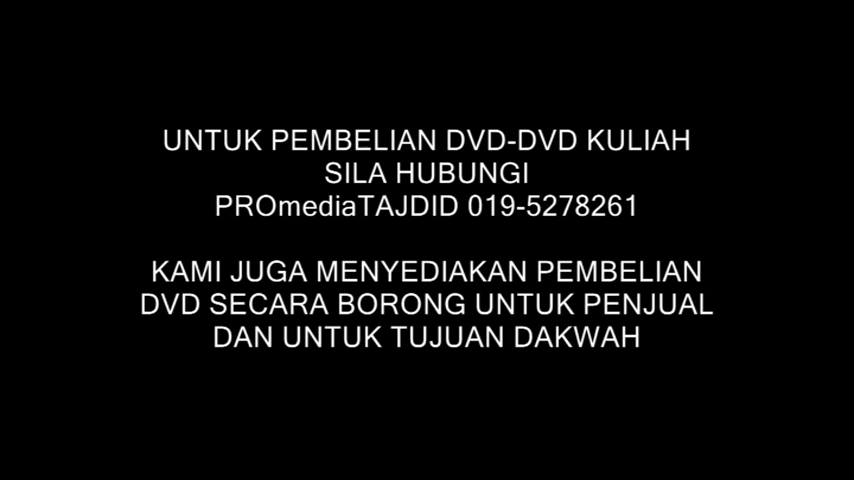 UNTUK PEMBELIAN DVD-DVD KULIAH
SILA HUBUNGI
PROmediaTAJDID 019-5278261
KAMI JUGA MENYEDIAKAN PEMBELIAN
DVD SECARA BORONG UNTUK PENJUAL
DAN UNTUK TUJUAN DAKWAH